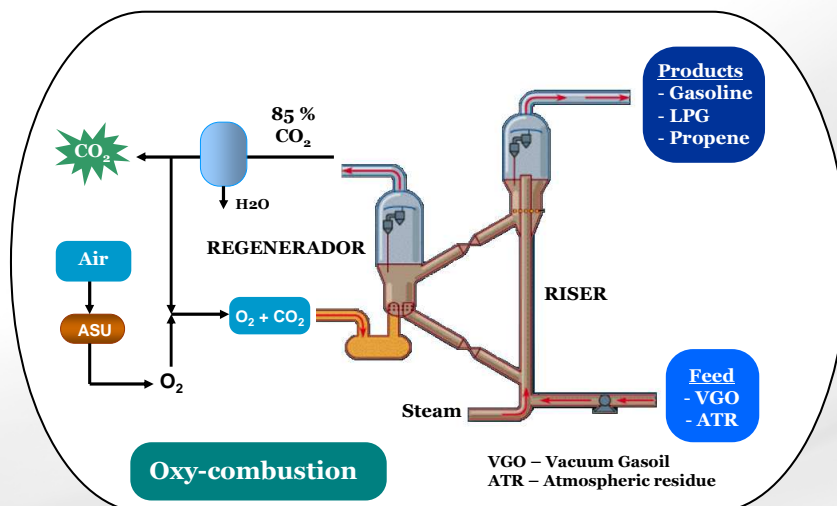 Products
- Gasoline
- LPG
- Propene
85 %
CO₂
CO₂
H2O
REGENERADOR
Air
RISER
O₂ + CO₂
ASU
O₂
Feed
- VGO
- ATR
Steam
Oxy-combustion
VGO – Vacuum Gasoil
ATR – Atmospheric residue